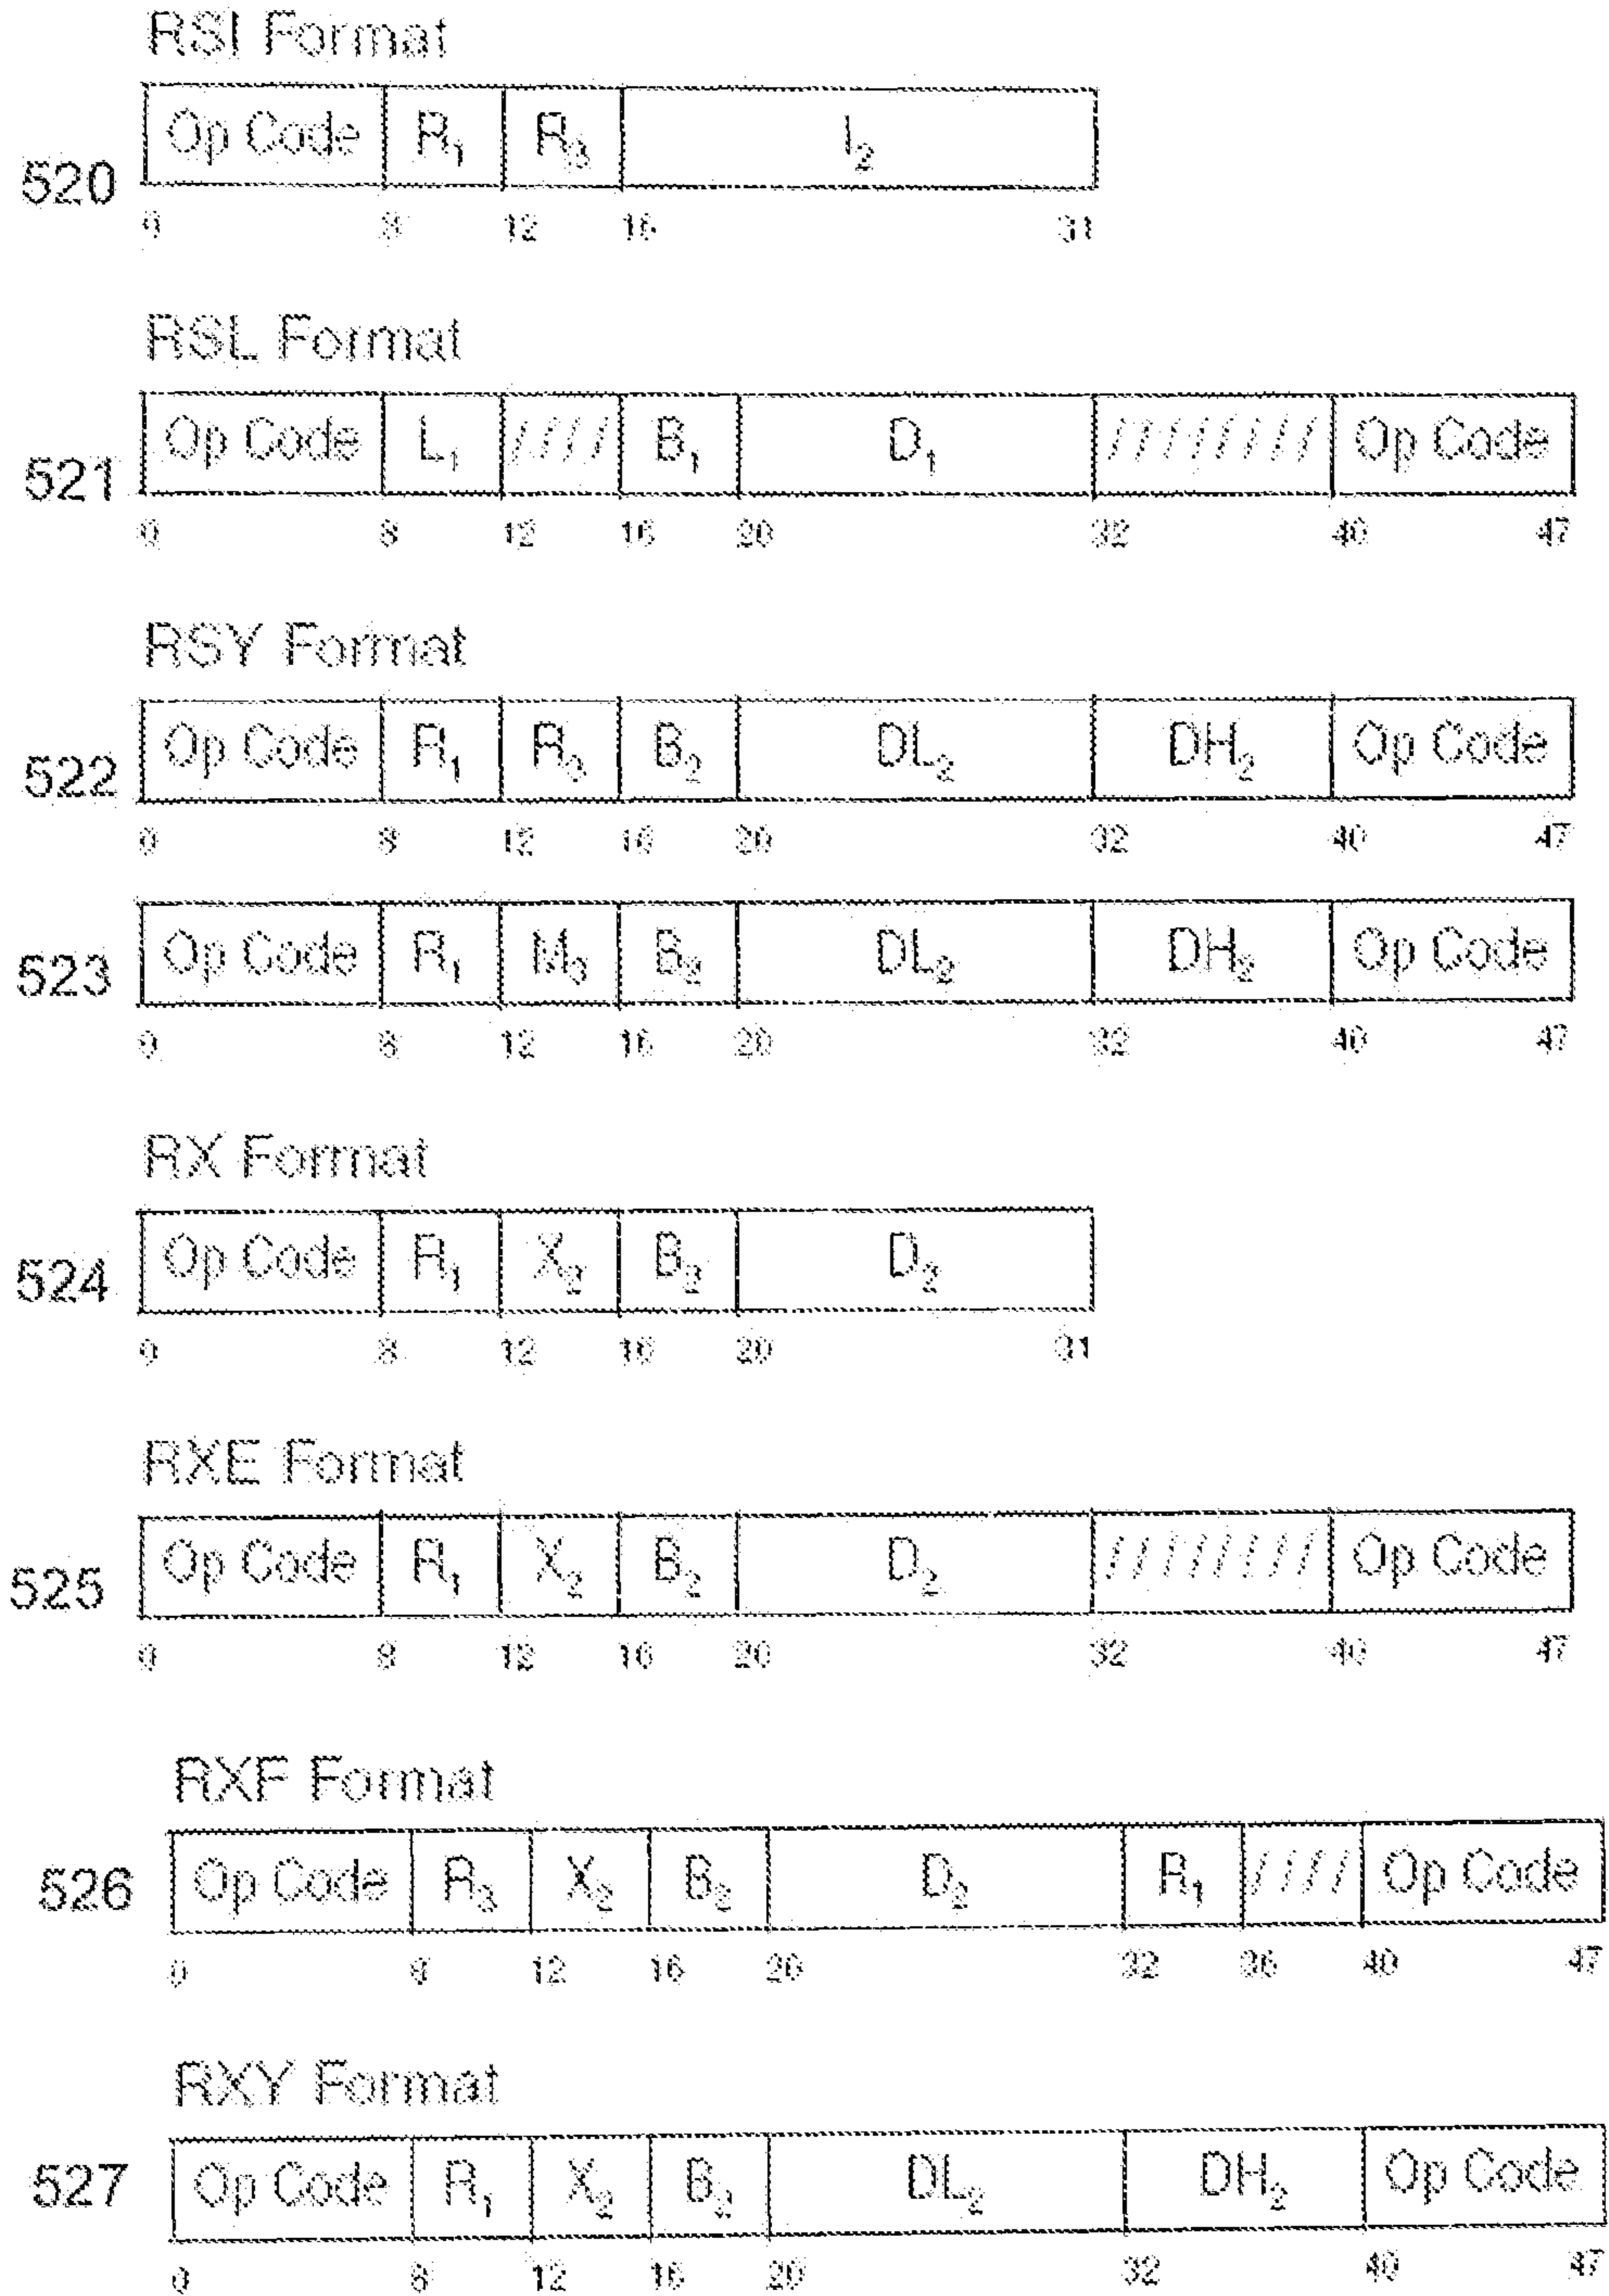 RSI Format
520 Op Code R₁ R₃ I₂
0 8 12 16 31
RSL Format
521 Op Code L₁ //// B₁ D₁ //////// Op Code
0 8 12 16 20 32 40 47
RSY Format
522 Op Code R₁ R₃ B₂ DL₂ DH₂ Op Code
0 8 12 16 20 32 40 47
523 Op Code R₁ M₃ B₂ DL₂ DH₂ Op Code
0 8 12 16 20 32 40 47
RX Format
524 Op Code R₁ X₂ B₂ D₂
0 8 12 16 20 31
RXE Format
525 Op Code R₁ X₂ B₂ D₂ //////// Op Code
0 8 12 16 20 32 40 47
RXF Format
526 Op Code R₃ X₂ B₂ D₂ R₁ //// Op Code
0 8 12 16 20 32 36 40 47
RXY Format
527 Op Code R₁ X₂ B₂ DL₂ DH₂ Op Code
0 8 12 16 20 32 40 47